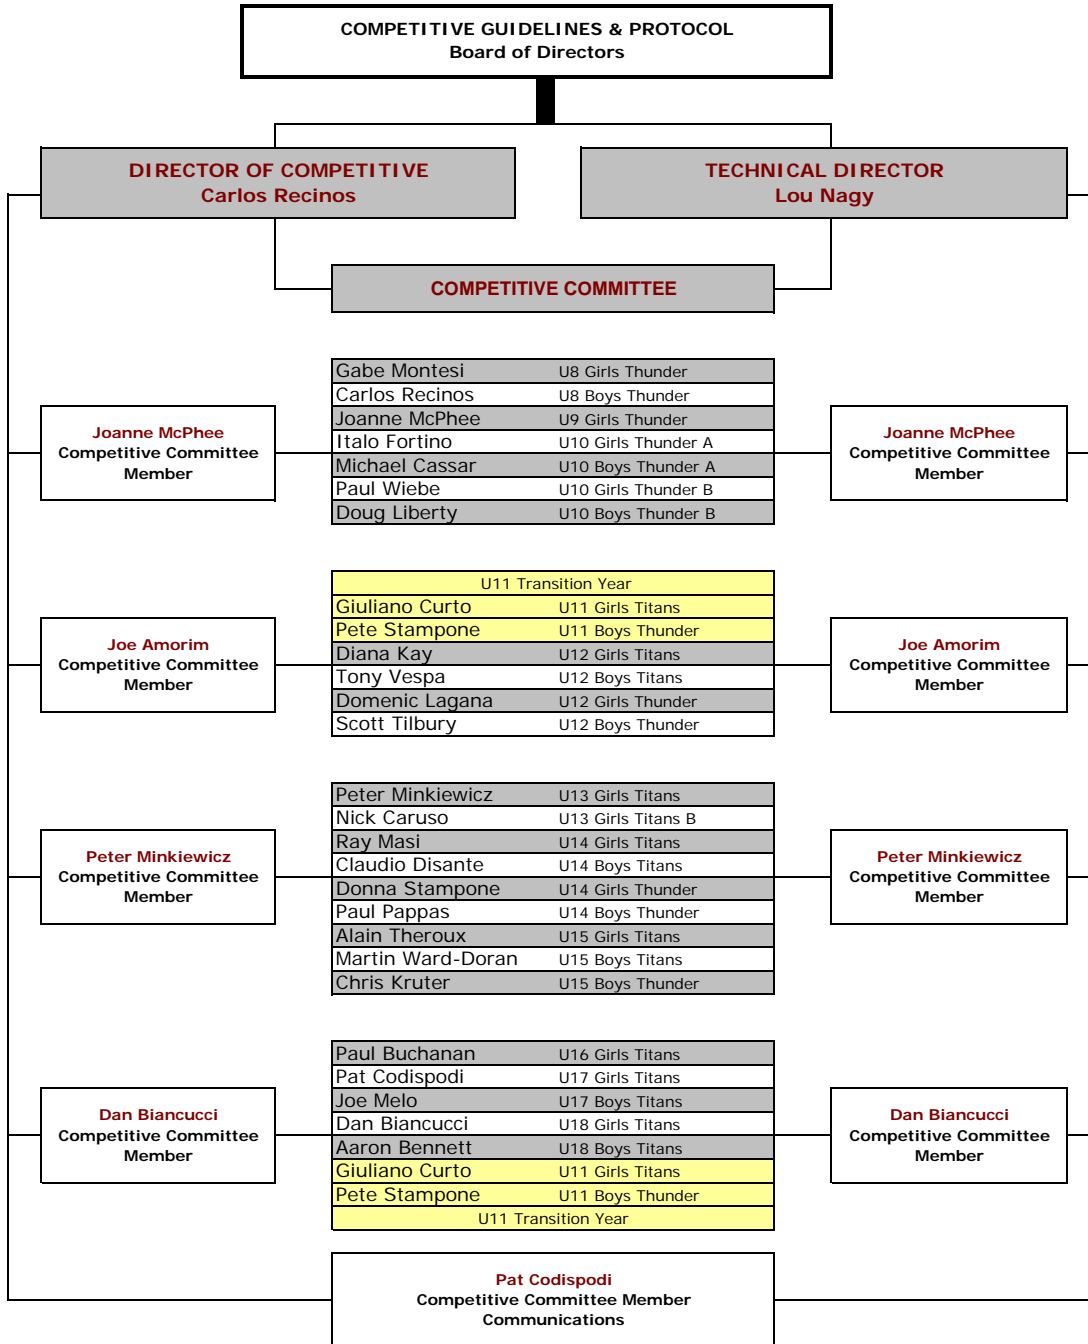 COMPETITIVE GUIDELINES & PROTOCOL
Board of Directors
DIRECTOR OF COMPETITIVE
Carlos Recinos
TECHNICAL DIRECTOR
Lou Nagy
COMPETITIVE COMMITTEE
Gabe Montesi U8 Girls Thunder
Carlos Recinos U8 Boys Thunder
Joanne McPhee U9 Girls Thunder
Italo Fortino U10 Girls Thunder A
Michael Cassar U10 Boys Thunder A
Paul Wiebe U10 Girls Thunder B
Doug Liberty U10 Boys Thunder B
Joanne McPhee
Competitive Committee
Member
Joanne McPhee
Competitive Committee
Member
U11 Transition Year
Giuliano Curto U11 Girls Titans
Pete Stampone U11 Boys Thunder
Diana Kay U12 Girls Titans
Tony Vespa U12 Boys Titans
Domenic Lagana U12 Girls Thunder
Scott Tilbury U12 Boys Thunder
Joe Amorim
Competitive Committee
Member
Joe Amorim
Competitive Committee
Member
Peter Minkiewicz U13 Girls Titans
Nick Caruso U13 Girls Titans B
Ray Masi U14 Girls Titans
Claudio Disante U14 Boys Titans
Donna Stampone U14 Girls Thunder
Paul Pappas U14 Boys Thunder
Alain Theroux U15 Girls Titans
Martin Ward-Doran U15 Boys Titans
Chris Kruter U15 Boys Thunder
Peter Minkiewicz
Competitive Committee
Member
Peter Minkiewicz
Competitive Committee
Member
Paul Buchanan U16 Girls Titans
Pat Codispodi U17 Girls Titans
Joe Melo U17 Boys Titans
Dan Biancucci U18 Girls Titans
Aaron Bennett U18 Boys Titans
Giuliano Curto U11 Girls Titans
Pete Stampone U11 Boys Thunder
U11 Transition Year
Dan Biancucci
Competitive Committee
Member
Dan Biancucci
Competitive Committee
Member
Pat Codispodi
Competitive Committee Member
Communications